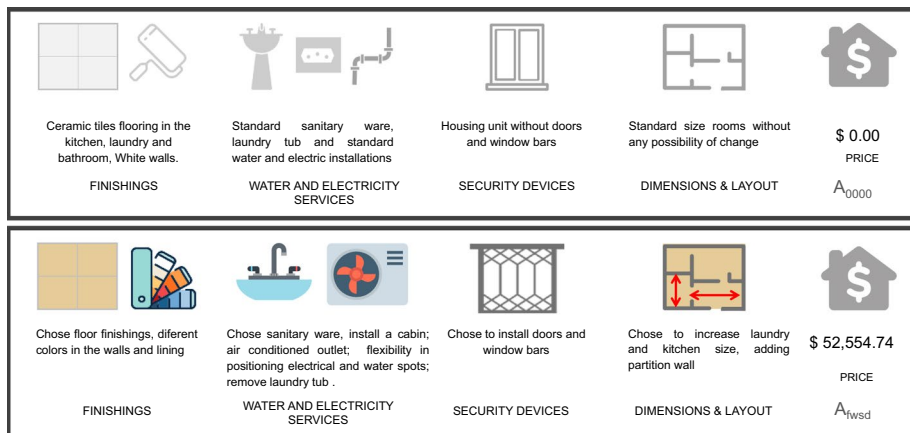 Ceramic tiles flooring in the
kitchen, laundry and
bathroom, White walls.
FINISHINGS
Standard sanitary ware,
laundry tub and standard
water and electric installations
WATER AND ELECTRICITY
SERVICES
Housing unit without doors
and window bars
SECURITY DEVICES
Standard size rooms without
any possibility of change
DIMENSIONS & LAYOUT
$
$ 0.00
PRICE
A0000
Chose floor finishings, diferent
colors in the walls and lining
FINISHINGS
Chose sanitary ware, install a cabin;
air conditioned outlet; flexibility in
positioning electrical and water spots;
remove laundry tub .
WATER AND ELECTRICITY
SERVICES
Chose to install doors and
window bars
SECURITY DEVICES
Chose to increase laundry
and kitchen size, adding
partition wall
DIMENSIONS & LAYOUT
$
$ 52,554.74
PRICE
Afwsd